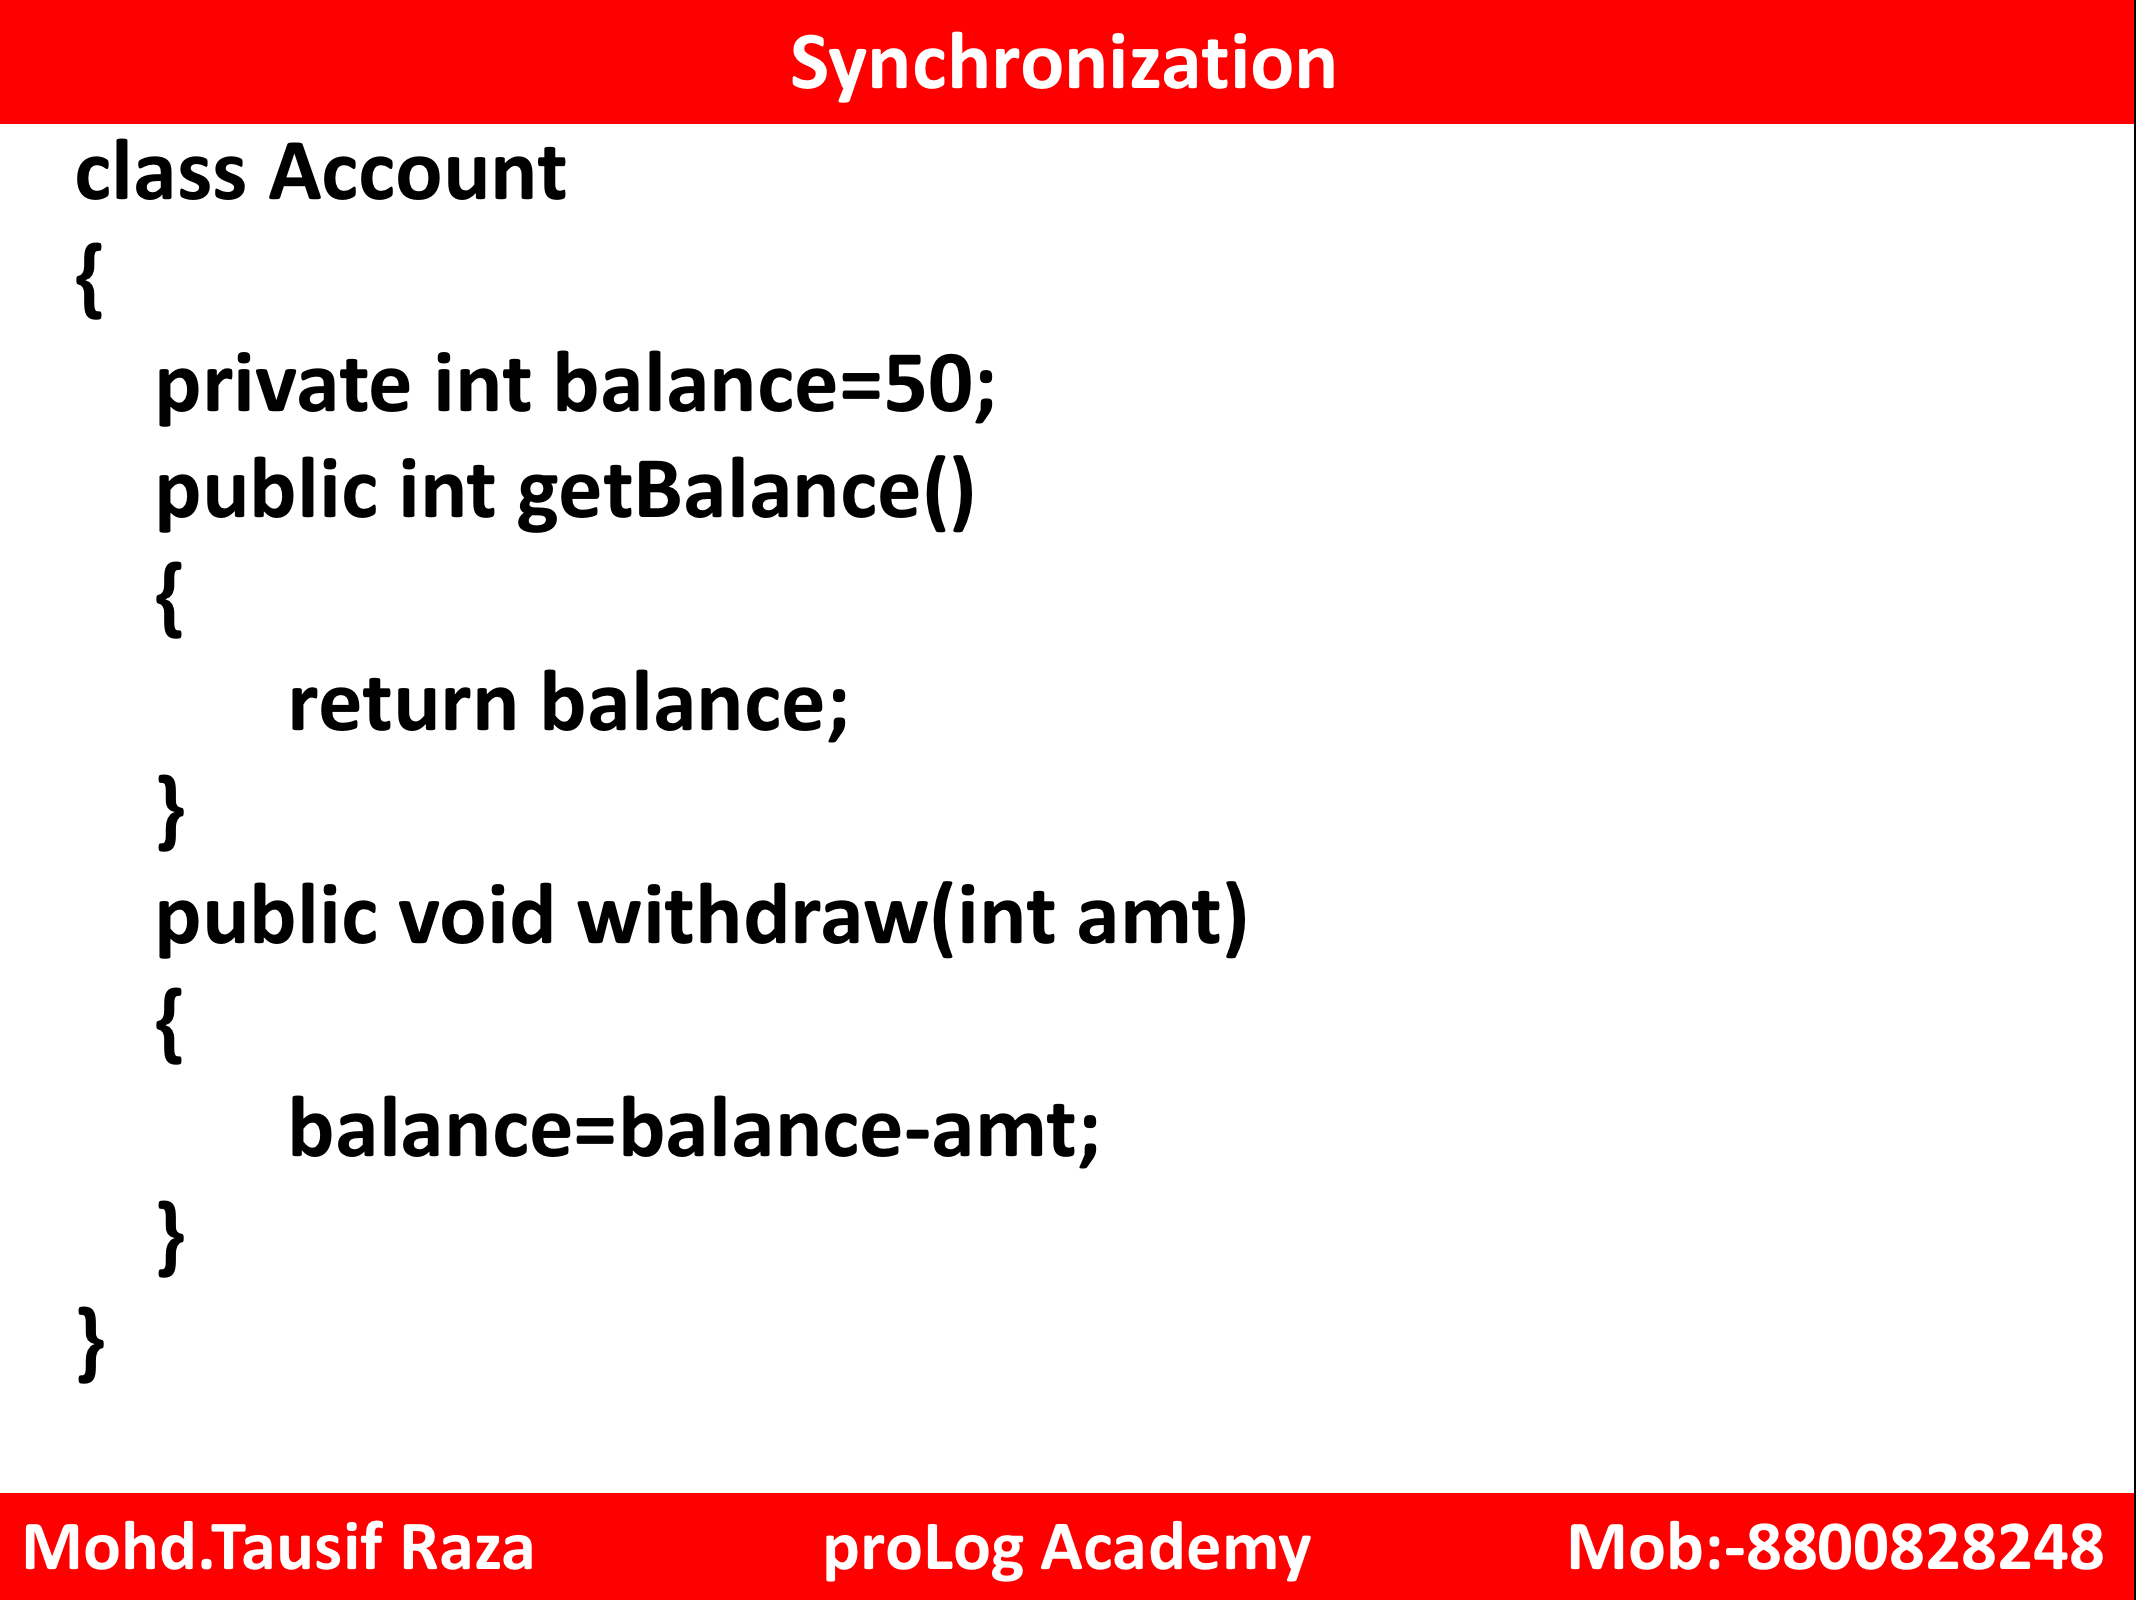 Synchronization
class Account
{
private int balance=50;
public int getBalance()
{
return balance;
}
public void withdraw(int amt)
{
balance=balance-amt;
}
}
Mohd.Tausif Raza proLog Academy Mob:-8800828248